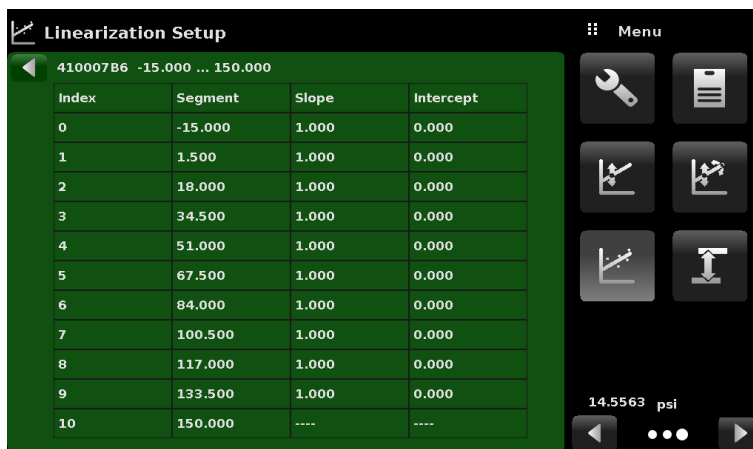 Linearization Setup
Menu
410007B6 -15.000 ... 150.000
Index Segment Slope Intercept
0 -15.000 1.000 0.000
1 1.500 1.000 0.000
2 18.000 1.000 0.000
3 34.500 1.000 0.000
4 51.000 1.000 0.000
5 67.500 1.000 0.000
6 84.000 1.000 0.000
7 100.500 1.000 0.000
8 117.000 1.000 0.000
9 133.500 1.000 0.000
10 150.000 ---- ----
14.5563 psi